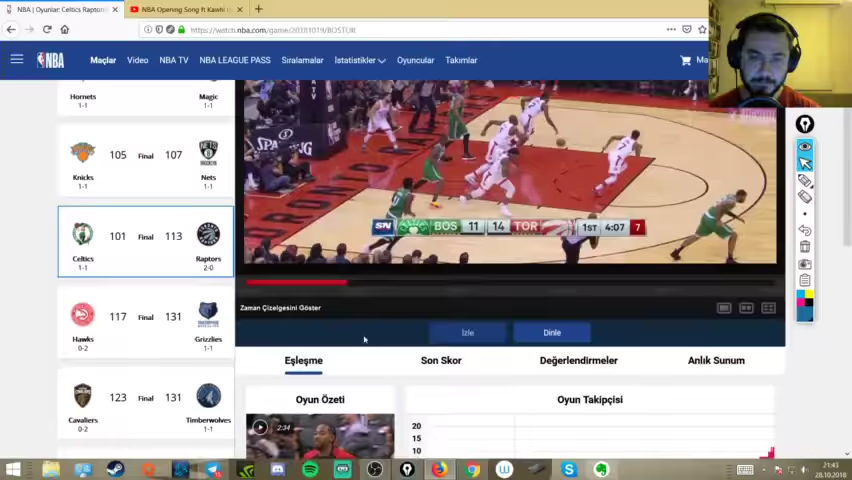 NBA | Oyunlar: Celtics Raptors
NBA Opening Song ft Kawhi
https://watch.nba.com/game/20181019/BOSTOR
NBA
Maçlar
Video
NBA TV
NBA LEAGUE PASS
Sıralamalar
İstatistikler
Oyuncular
Takımlar
Hornets
1-1
Magic
1-1
Knicks
1-1
105
Final
107
Nets
1-1
Celtics
1-1
101
Final
113
Raptors
2-0
Hawks
0-2
117
Final
131
Grizzlies
1-1
Cavaliers
0-2
123
Final
131
Timberwolves
1-1
SPALDING
SN
BOS
11
14
TOR
1ST
4:07
7
Zaman Çizelgesini Göster
İzle
Dinle
Eşleşme
Son Skor
Değerlendirmeler
Anlık Sunum
Oyun Özeti
2:34
Oyun Takipçisi
20
15
10
21:43
28.10.2018